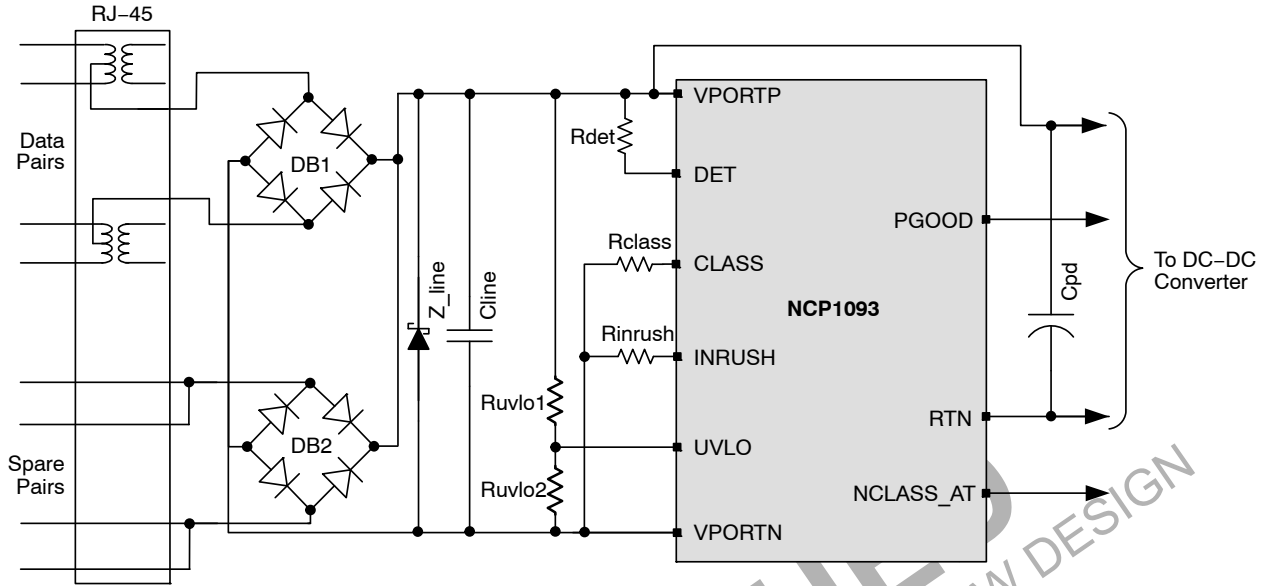 RJ−45
Data
Pairs
Spare
Pairs
DB1
DB2
Z_line
Cline
Rdet
Rclass
Rinrush
Ruvlo1
Ruvlo2
VPORTP
DET
CLASS
INRUSH
UVLO
VPORTN
NCP1093
PGOOD
RTN
NCLASS_AT
Cpd
To DC−DC
Converter
DESIGN